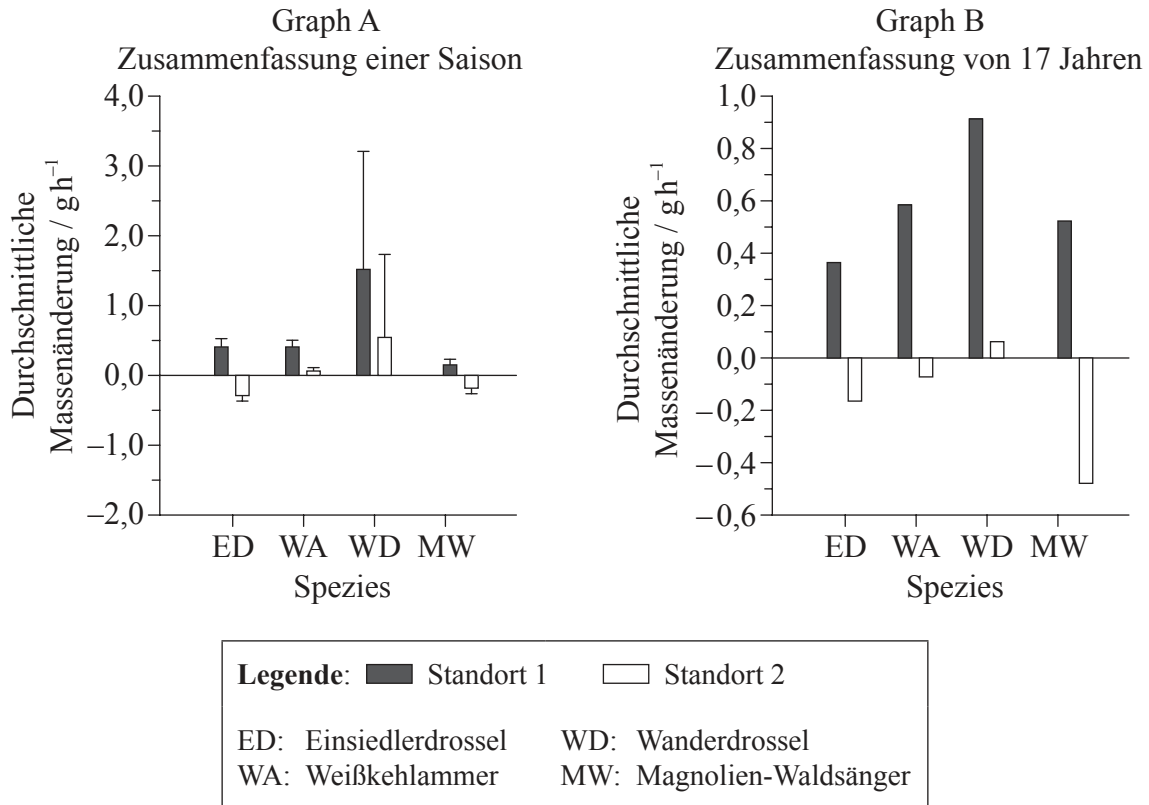 Graph A
Zusammenfassung einer Saison
Durchschnittliche
Massenänderung / g h⁻¹
4,0
3,0
2,0
1,0
0,0
–1,0
–2,0
ED WA WD MW
Spezies
Graph B
Zusammenfassung von 17 Jahren
Durchschnittliche
Massenänderung / g h⁻¹
1,0
0,8
0,6
0,4
0,2
0,0
–0,2
–0,4
–0,6
ED WA WD MW
Spezies
Legende: Standort 1 Standort 2
ED: Einsiedlerdrossel WD: Wanderdrossel
WA: Weißkehlammer MW: Magnolien-Waldsänger